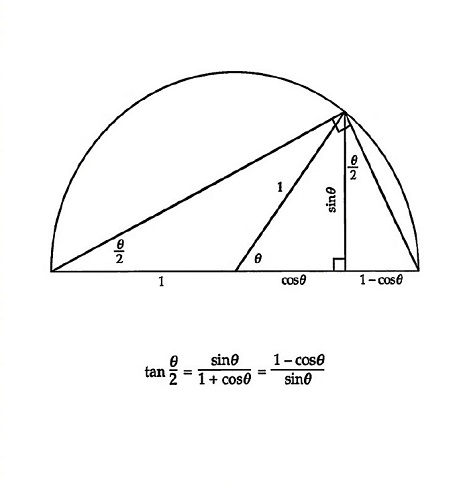 θ/2
1
sinθ
θ/2
θ
1
cosθ
1−cosθ
tan θ/2 = sinθ/(1 + cosθ) = (1 − cosθ)/sinθ